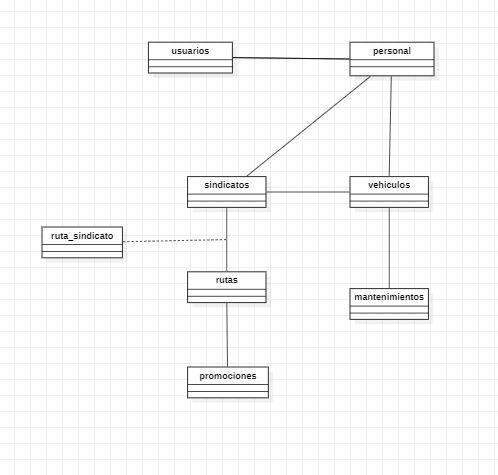 usuarios
personal
sindicatos
vehiculos
ruta_sindicato
rutas
mantenimientos
promociones